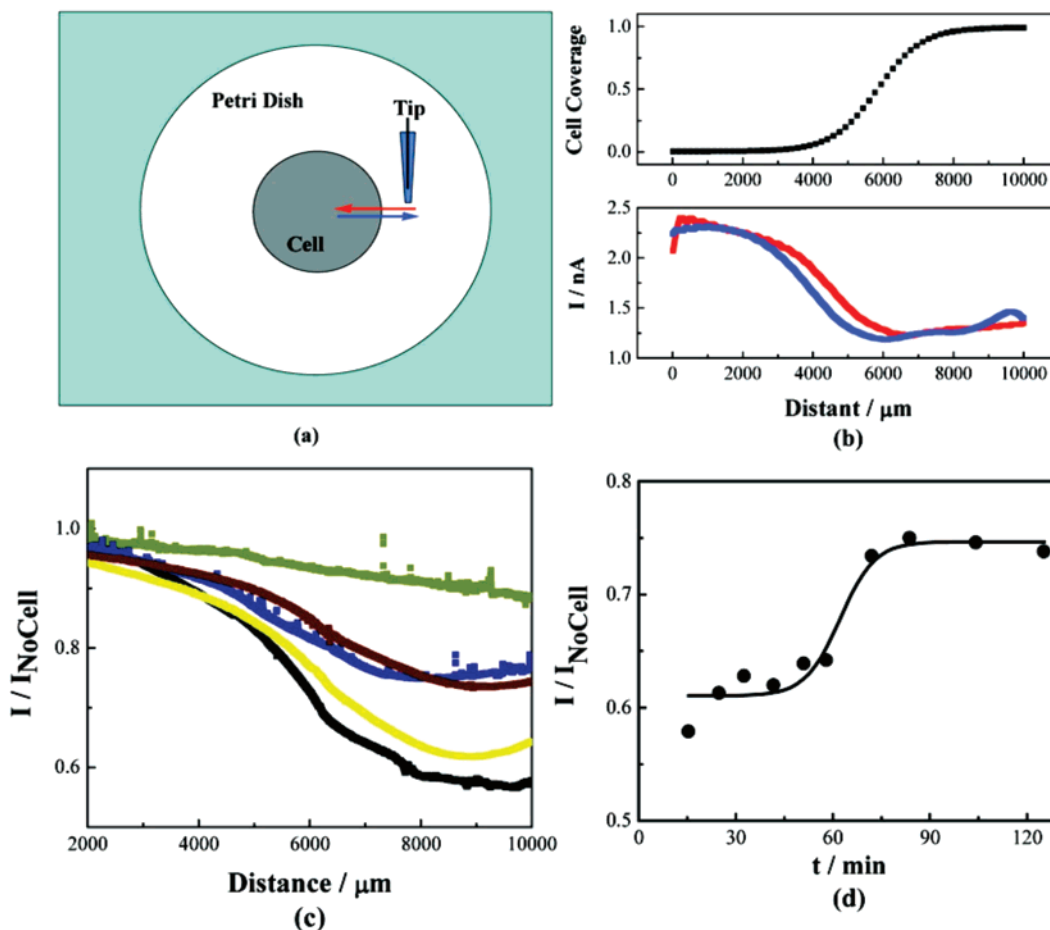 Petri Dish
Tip
Cell
(a)
Cell Coverage
1.0
0.5
0.0
0 2000 4000 6000 8000 10000
I / nA
2.5
2.0
1.5
1.0
0 2000 4000 6000 8000 10000
Distant / μm
(b)
I / I_NoCell
1.0
0.8
0.6
2000 4000 6000 8000 10000
Distance / μm
(c)
I / I_NoCell
0.8
0.7
0.6
0.5
0 30 60 90 120
t / min
(d)